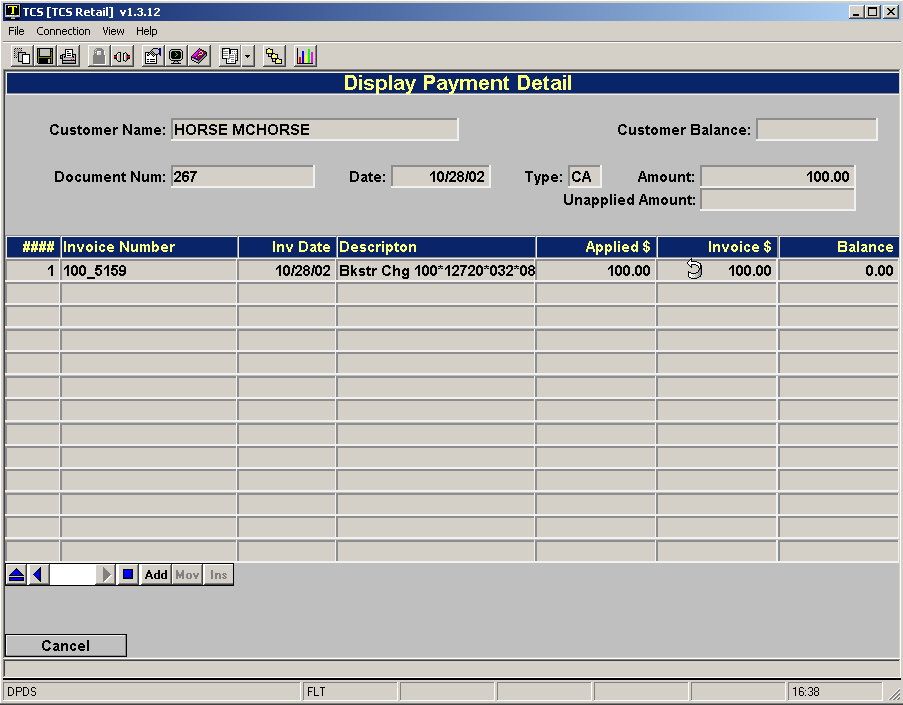 TCS [TCS Retail] v1.3.12
File Connection View Help
Display Payment Detail
Customer Name: HORSE MCHORSE Customer Balance:
Document Num: 267 Date: 10/28/02 Type: CA Amount: 100.00
Unapplied Amount:
#### Invoice Number Inv Date Descripton Applied $ Invoice $ Balance
1 100_5159 10/28/02 Bkstr Chg 100*12720*032*08 100.00 100.00 0.00
Add Mov Ins
Cancel
DPDS FLT 16:38